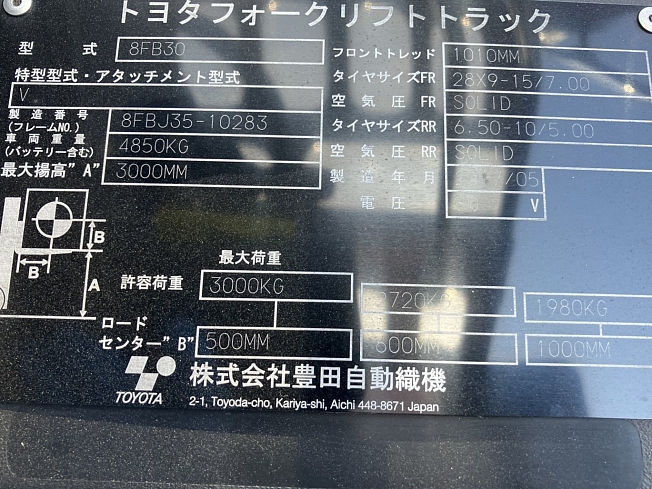 トヨタフォークリフトトラック
型式 8FB30 フロントトレッド 1010MM
特型型式・アタッチメント型式 タイヤサイズFR 28X9-15/7.00
V 空気圧FR SOLID
製造番号(フレームNO.) 8FBJ35-10283 タイヤサイズRR 6.50-10/5.00
車両重量(バッテリー含む) 4850KG 空気圧RR SOLID
最大揚高"A" 3000MM 製造年月 /05
電圧 V
B
B
A
最大荷重
許容荷重 3000KG 2720KG 1980KG
ロードセンター"B" 500MM 600MM 1000MM
TOYOTA 株式会社豊田自動織機
2-1, Toyoda-cho, Kariya-shi, Aichi 448-8671 Japan